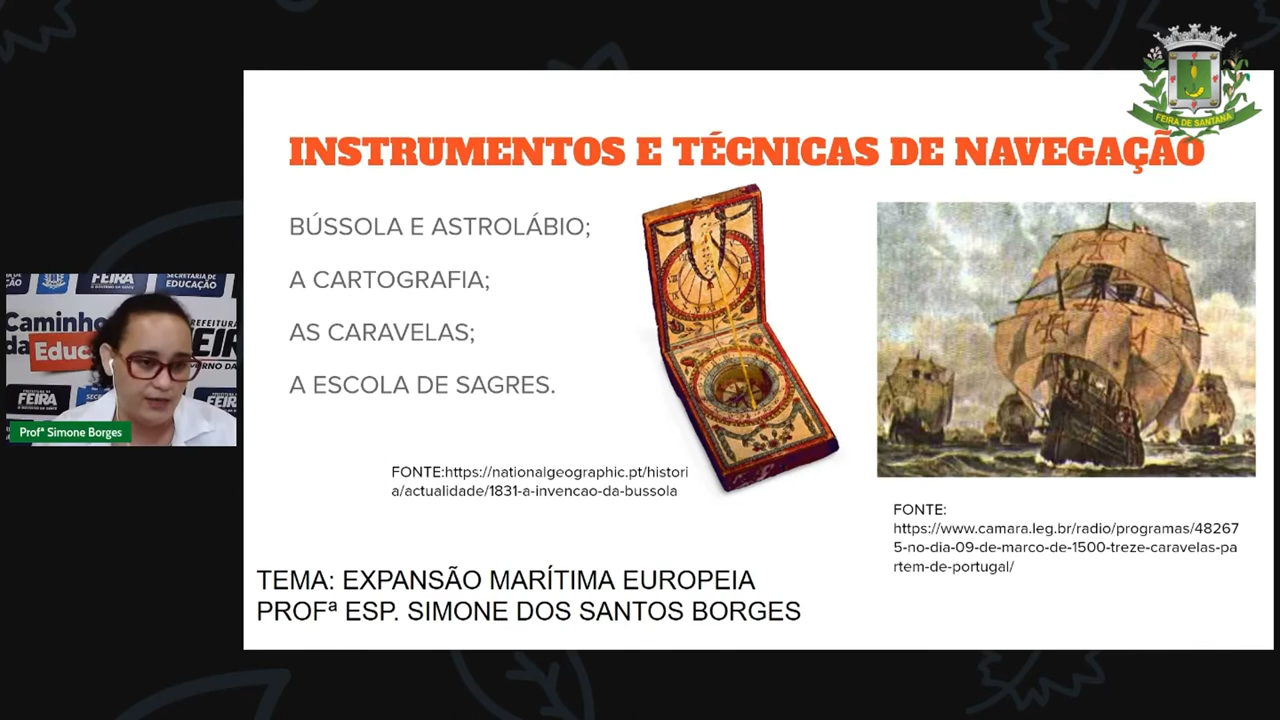 FEIRA DE SANTANA
INSTRUMENTOS E TÉCNICAS DE NAVEGAÇÃO
BÚSSOLA E ASTROLÁBIO;
A CARTOGRAFIA;
AS CARAVELAS;
A ESCOLA DE SAGRES.
FONTE:https://nationalgeographic.pt/histori
a/actualidade/1831-a-invencao-da-bussola
FONTE:
https://www.camara.leg.br/radio/programas/48267
5-no-dia-09-de-marco-de-1500-treze-caravelas-pa
rtem-de-portugal/
TEMA: EXPANSÃO MARÍTIMA EUROPEIA
PROFª ESP. SIMONE DOS SANTOS BORGES
FEIRA
SECRETARIA DE
EDUCAÇÃO
Caminho
da Educ
PREFEITURA
FEIRA
FEIRA
Profª Simone Borges